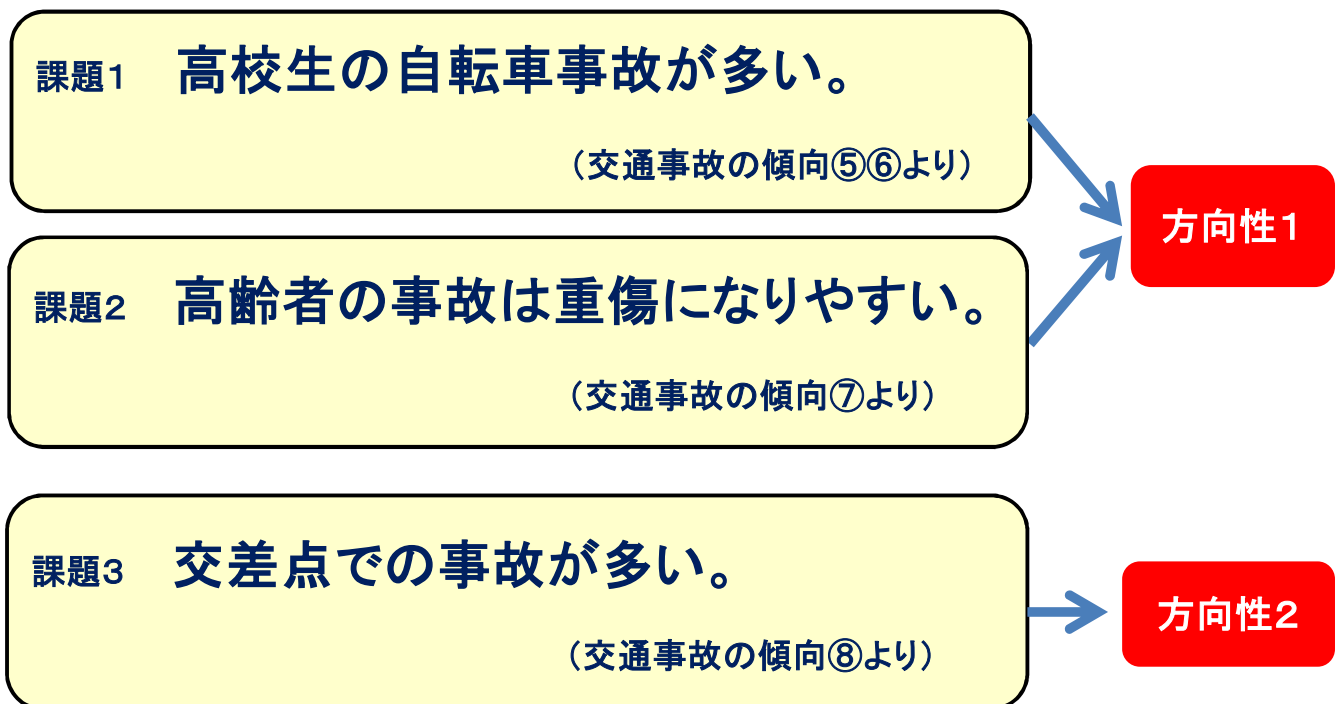 課題1 高校生の自転車事故が多い。
（交通事故の傾向⑤⑥より）
方向性1
課題2 高齢者の事故は重傷になりやすい。
（交通事故の傾向⑦より）
課題3 交差点での事故が多い。
（交通事故の傾向⑧より）
方向性2